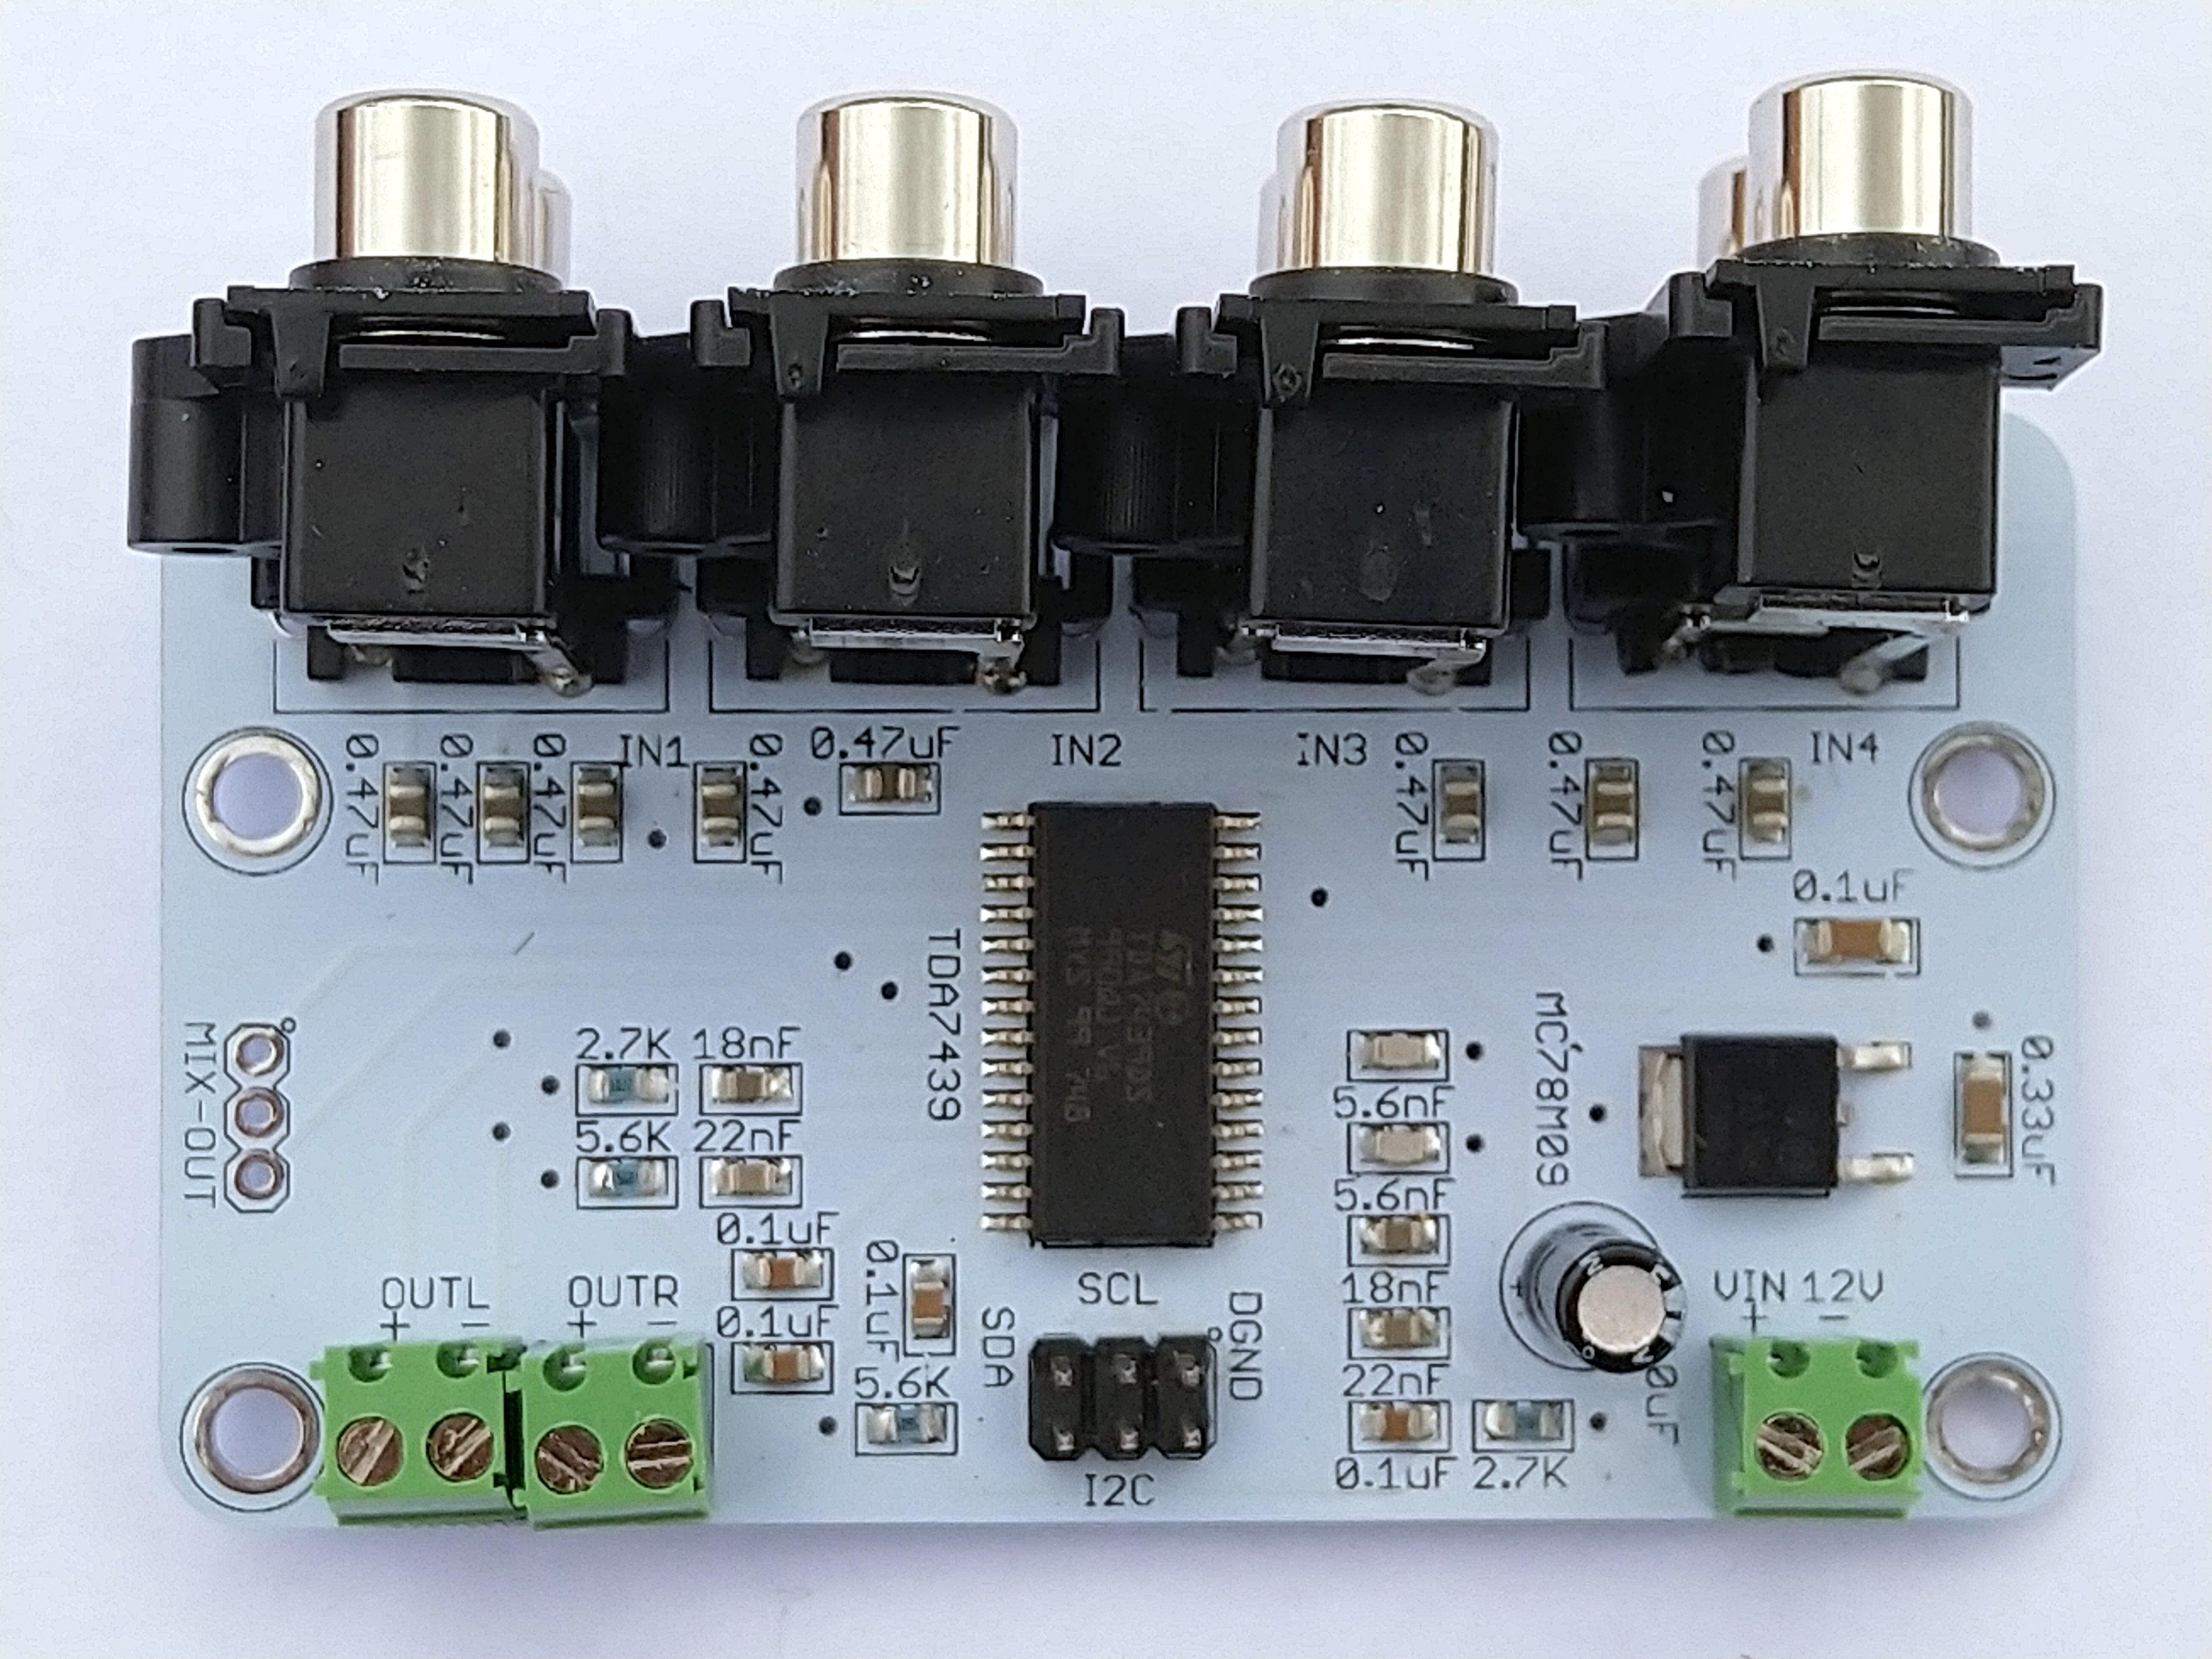 IN1
0.47uF
IN2
IN3
IN4
0.47uF
0.47uF
0.47uF
0.47uF
0.47uF
0.47uF
0.47uF
0.1uF
TDA7439
MC78M09
0.33uF
MIX-OUT
2.7K
18nF
5.6K
22nF
0.1uF
0.1uF
0.1uF
5.6K
5.6nF
5.6nF
18nF
22nF
0.1uF
2.7K
OUTL
+ -
OUTR
+ -
SCL
SDA
DGND
I2C
VIN 12V
+ -